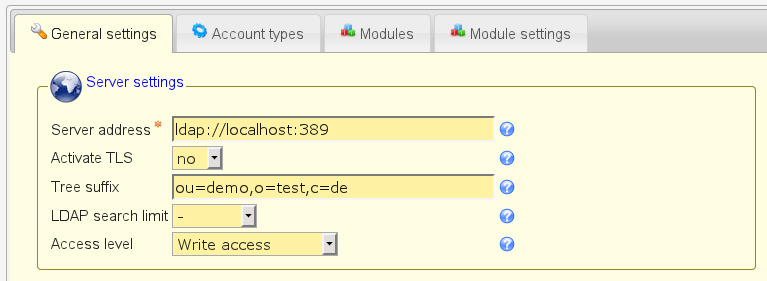 General settings
Account types
Modules
Module settings
Server settings
Server address * ldap://localhost:389
Activate TLS no
Tree suffix ou=demo,o=test,c=de
LDAP search limit -
Access level Write access